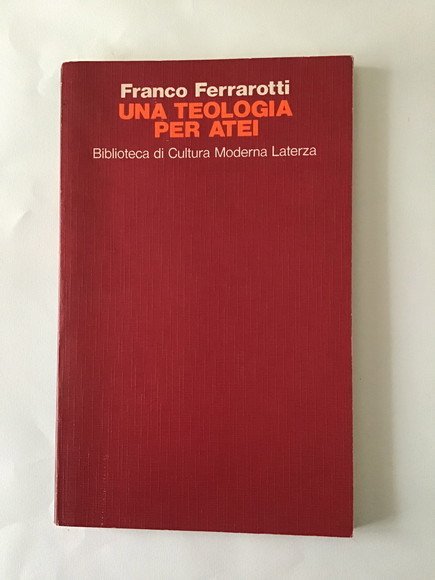 Franco Ferrarotti
UNA TEOLOGIA
PER ATEI
Biblioteca di Cultura Moderna Laterza